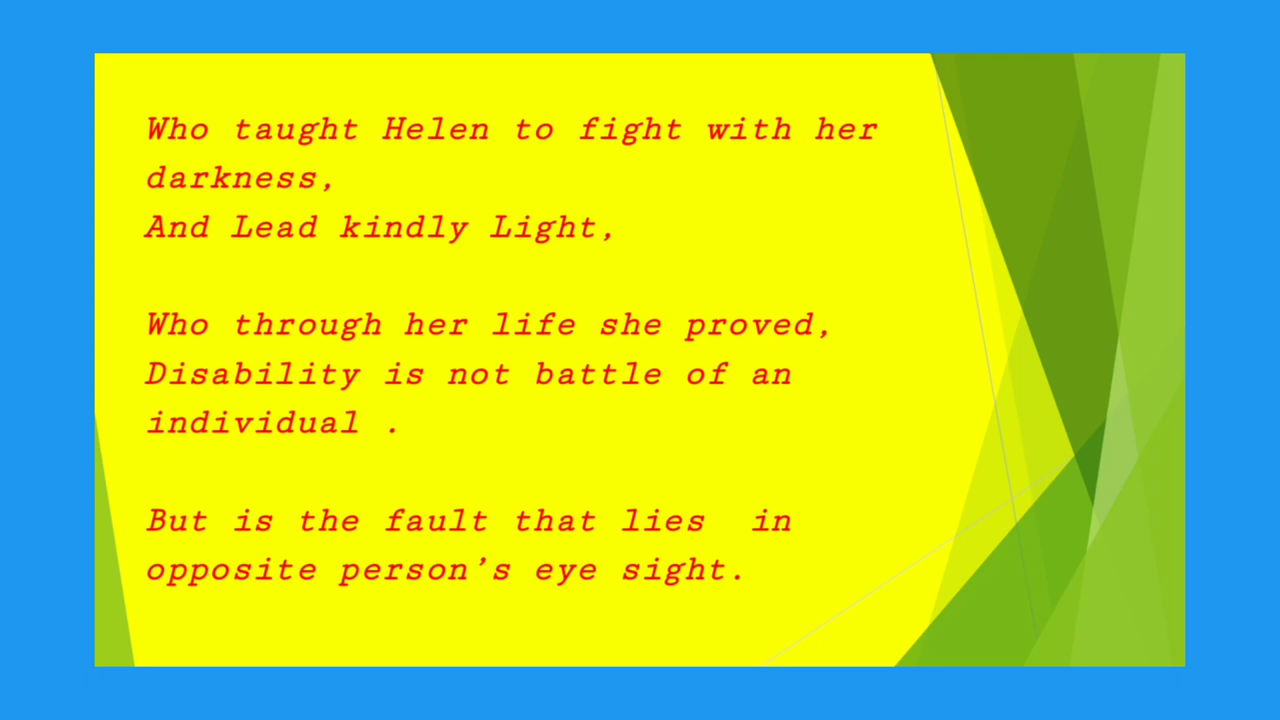 Who taught Helen to fight with her
darkness,
And Lead kindly Light,
Who through her life she proved,
Disability is not battle of an
individual .
But is the fault that lies  in
opposite person’s eye sight.